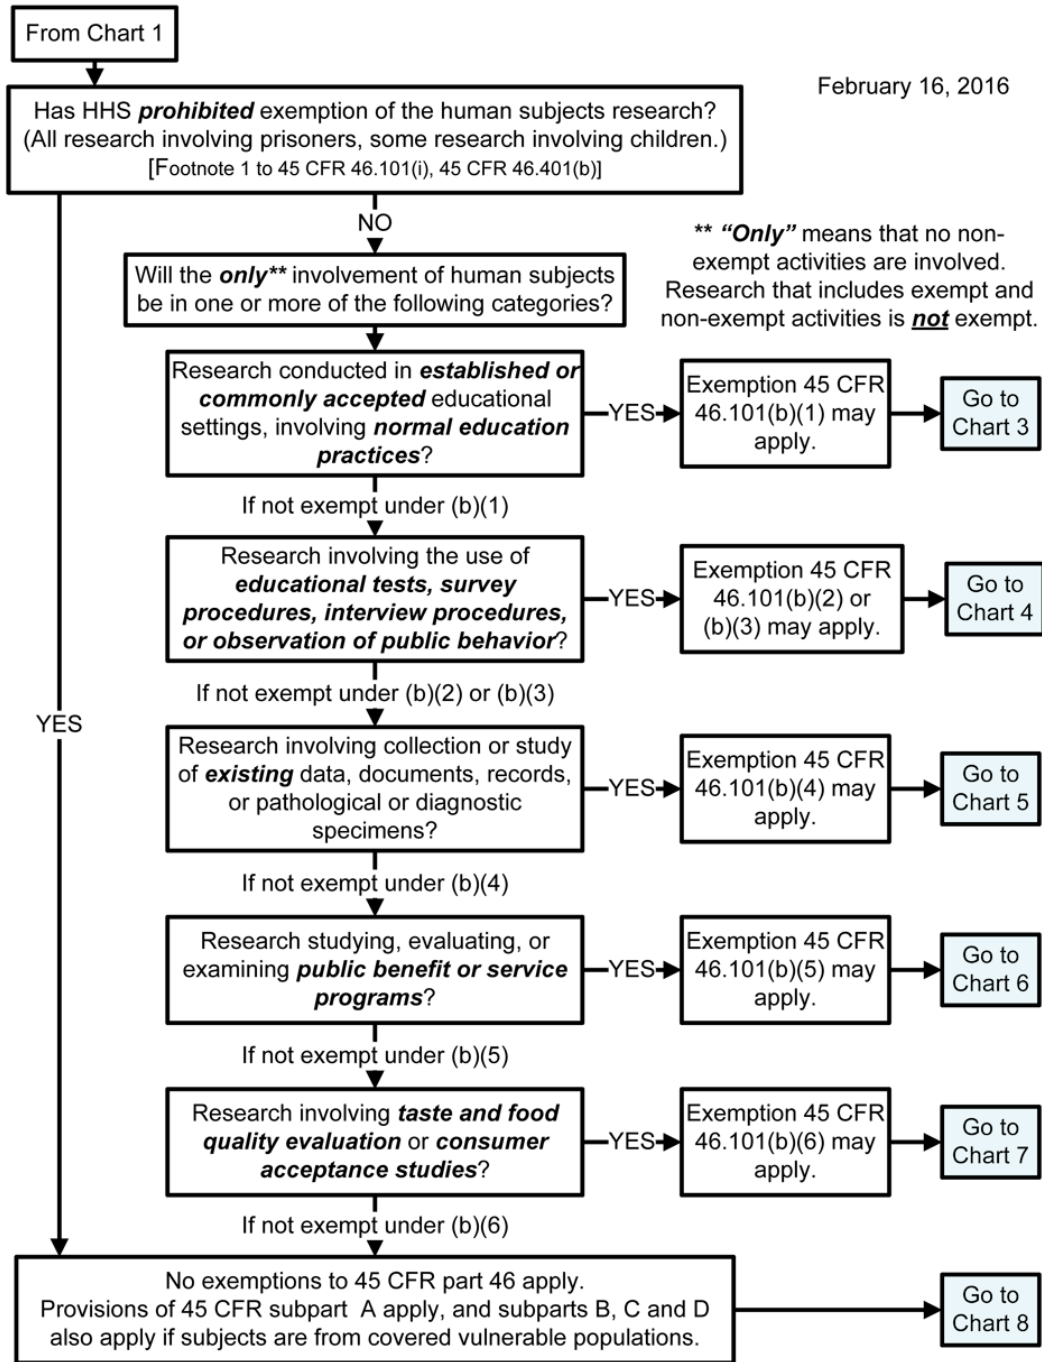 From Chart 1
February 16, 2016
Has HHS prohibited exemption of the human subjects research?
(All research involving prisoners, some research involving children.)
[Footnote 1 to 45 CFR 46.101(i), 45 CFR 46.401(b)]
NO
** “Only” means that no non-
exempt activities are involved.
Research that includes exempt and
non-exempt activities is not exempt.
Will the only** involvement of human subjects
be in one or more of the following categories?
Research conducted in established or
commonly accepted educational
settings, involving normal education
practices?
YES
Exemption 45 CFR
46.101(b)(1) may
apply.
Go to
Chart 3
If not exempt under (b)(1)
Research involving the use of
educational tests, survey
procedures, interview procedures,
or observation of public behavior?
YES
Exemption 45 CFR
46.101(b)(2) or
(b)(3) may apply.
Go to
Chart 4
If not exempt under (b)(2) or (b)(3)
YES
Research involving collection or study
of existing data, documents, records,
or pathological or diagnostic
specimens?
YES
Exemption 45 CFR
46.101(b)(4) may
apply.
Go to
Chart 5
If not exempt under (b)(4)
Research studying, evaluating, or
examining public benefit or service
programs?
YES
Exemption 45 CFR
46.101(b)(5) may
apply.
Go to
Chart 6
If not exempt under (b)(5)
Research involving taste and food
quality evaluation or consumer
acceptance studies?
YES
Exemption 45 CFR
46.101(b)(6) may
apply.
Go to
Chart 7
If not exempt under (b)(6)
No exemptions to 45 CFR part 46 apply.
Provisions of 45 CFR subpart A apply, and subparts B, C and D
also apply if subjects are from covered vulnerable populations.
Go to
Chart 8